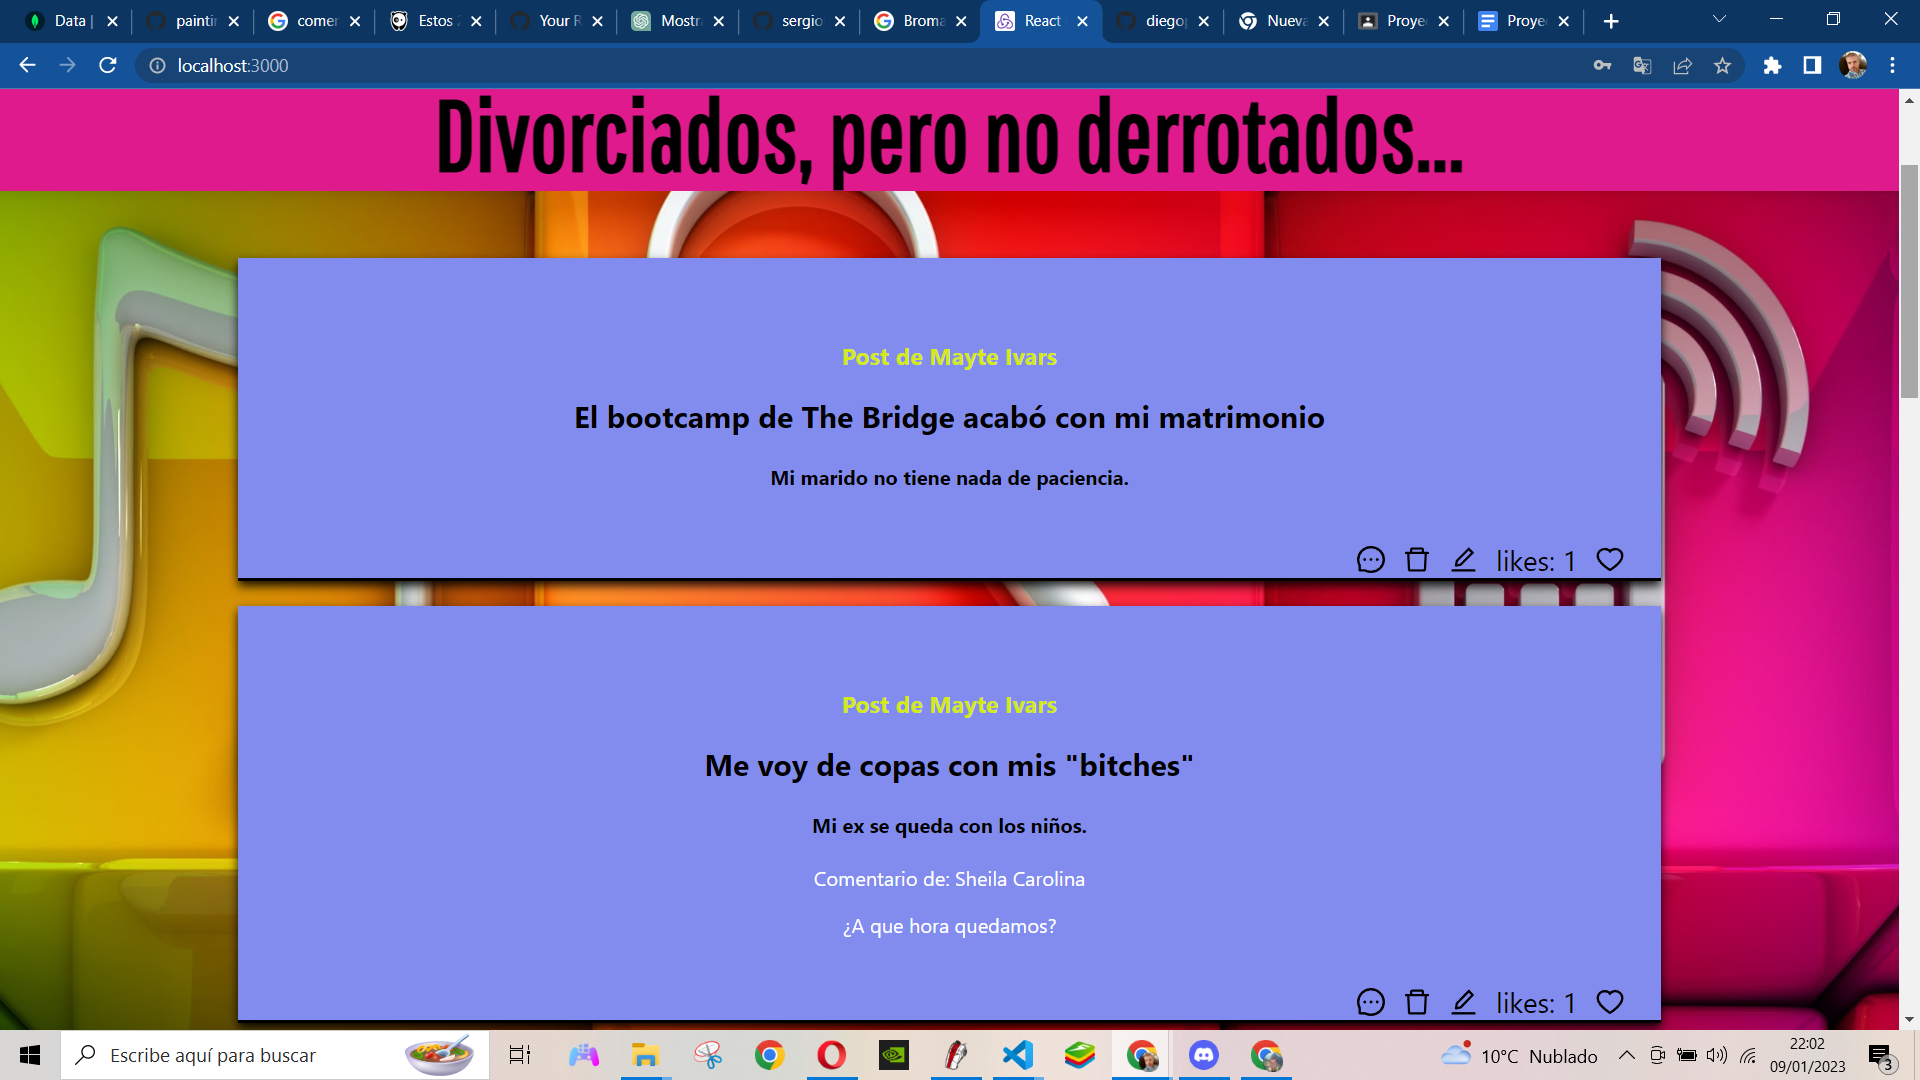 Data |
painti
comer
Estos 2
Your R
Mostra
sergio
Broma
React
diegop
Nueva
Proye
Proye
localhost:3000
Divorciados, pero no derrotados...
Post de Mayte Ivars
El bootcamp de The Bridge acabó con mi matrimonio
Mi marido no tiene nada de paciencia.
likes: 1
Post de Mayte Ivars
Me voy de copas con mis "bitches"
Mi ex se queda con los niños.
Comentario de: Sheila Carolina
¿A que hora quedamos?
likes: 1
Escribe aquí para buscar
10°C Nublado
22:02
09/01/2023
3